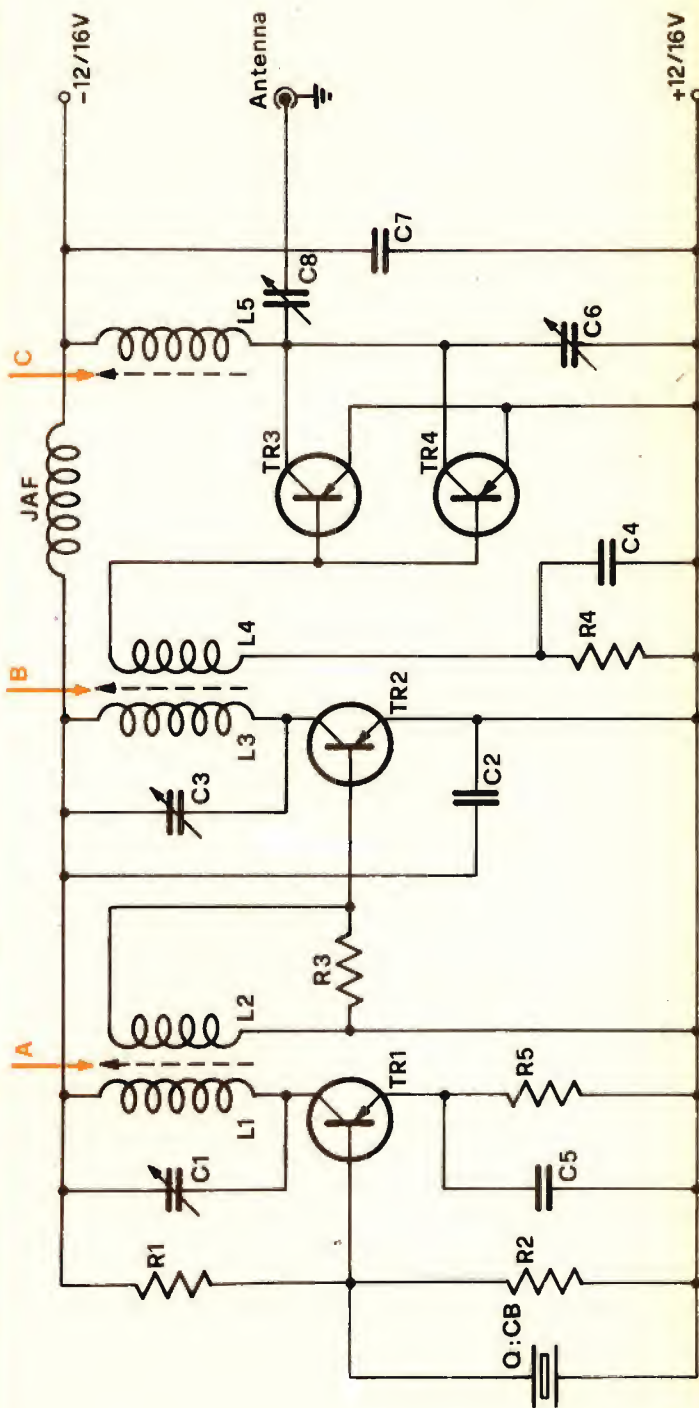 -12/16V
C
JAF
B
A
Antenna
C8
L5
C7
C6
TR3
TR4
L4
L3
C3
TR2
C4
R4
C2
L2
R3
L1
C1
TR1
R5
C5
R1
R2
Q:CB
+12/16V